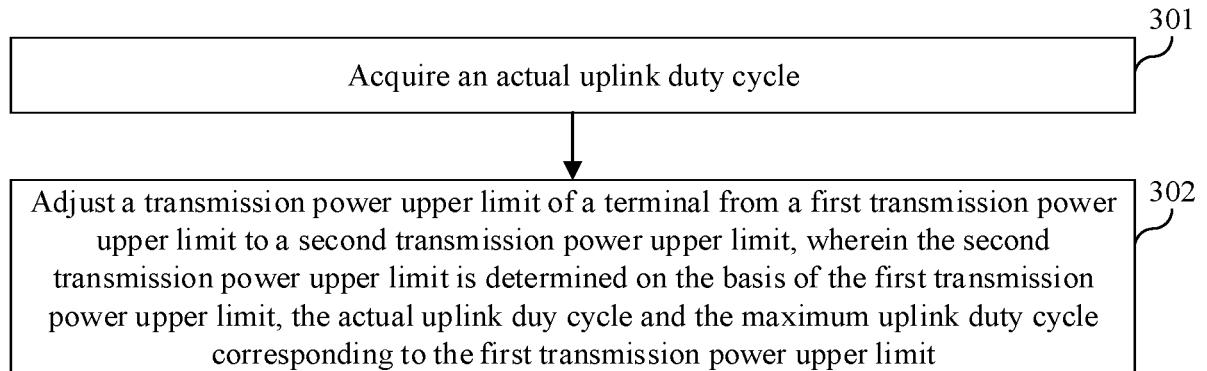 301
Acquire an actual uplink duty cycle
302
Adjust a transmission power upper limit of a terminal from a first transmission power
upper limit to a second transmission power upper limit, wherein the second
transmission power upper limit is determined on the basis of the first transmission
power upper limit, the actual uplink duy cycle and the maximum uplink duty cycle
corresponding to the first transmission power upper limit